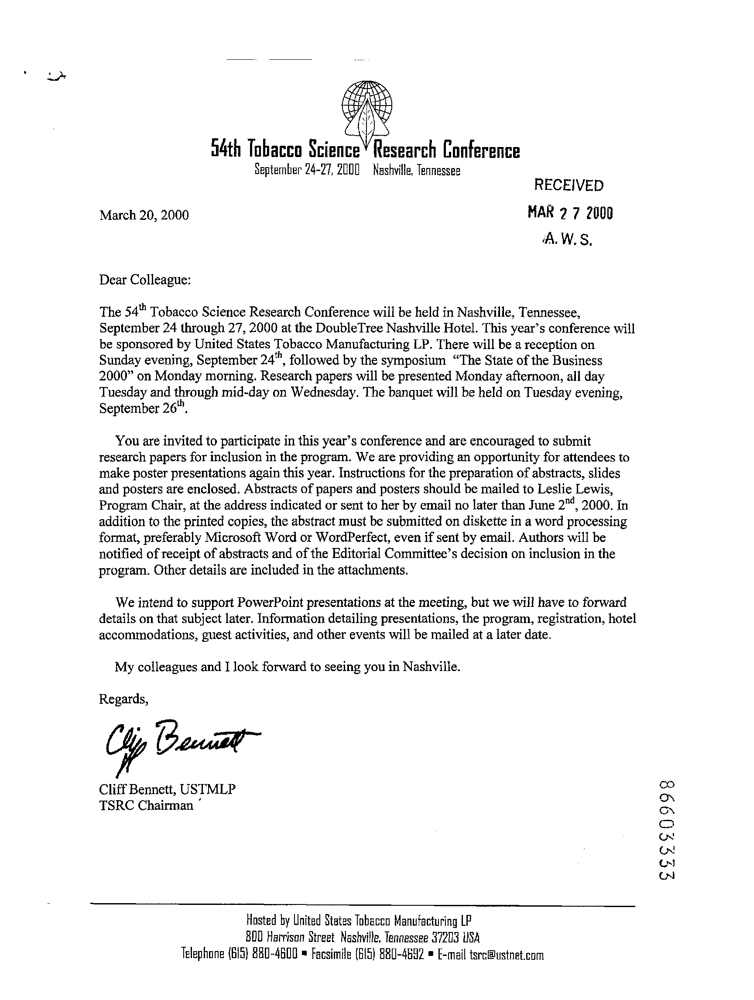 54th Tobacco Science Research Conference
September 24-27, 2000 Nashville, Tennessee
RECEIVED
MAR 27 2000
A. W. S.
March 20, 2000
Dear Colleague:
The 54th Tobacco Science Research Conference will be held in Nashville, Tennessee,
September 24 through 27, 2000 at the DoubleTree Nashville Hotel. This year's conference will
be sponsored by United States Tobacco Manufacturing LP. There will be a reception on
Sunday evening, September 24th, followed by the symposium "The State of the Business
2000" on Monday morning. Research papers will be presented Monday afternoon, all day
Tuesday and through mid-day on Wednesday. The banquet will be held on Tuesday evening,
September 26th.
You are invited to participate in this year's conference and are encouraged to submit
research papers for inclusion in the program. We are providing an opportunity for attendees to
make poster presentations again this year. Instructions for the preparation of abstracts, slides
and posters are enclosed. Abstracts of papers and posters should be mailed to Leslie Lewis,
Program Chair, at the address indicated or sent to her by email no later than June 2nd, 2000. In
addition to the printed copies, the abstract must be submitted on diskette in a word processing
format, preferably Microsoft Word or WordPerfect, even if sent by email. Authors will be
notified of receipt of abstracts and of the Editorial Committee's decision on inclusion in the
program. Other details are included in the attachments.
We intend to support PowerPoint presentations at the meeting, but we will have to forward
details on that subject later. Information detailing presentations, the program, registration, hotel
accommodations, guest activities, and other events will be mailed at a later date.
My colleagues and I look forward to seeing you in Nashville.
Regards,
Cliff Bennett
Cliff Bennett, USTMLP
TSRC Chairman
86603333
Hosted by United States Tobacco Manufacturing LP
800 Harrison Street Nashville, Tennessee 37203 USA
Telephone (615) 880-4600 ▪ Facsimile (615) 880-4692 ▪ E-mail tsrc@ustnet.com